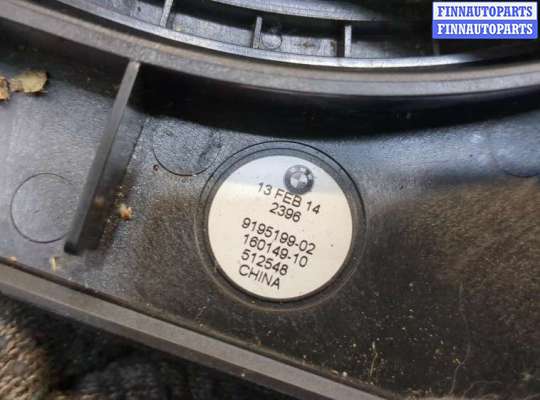 FINNAUTOPARTS
FINNAUTOPARTS
13 FEB 14
2396
9195199-02
160149-10
512548
CHINA